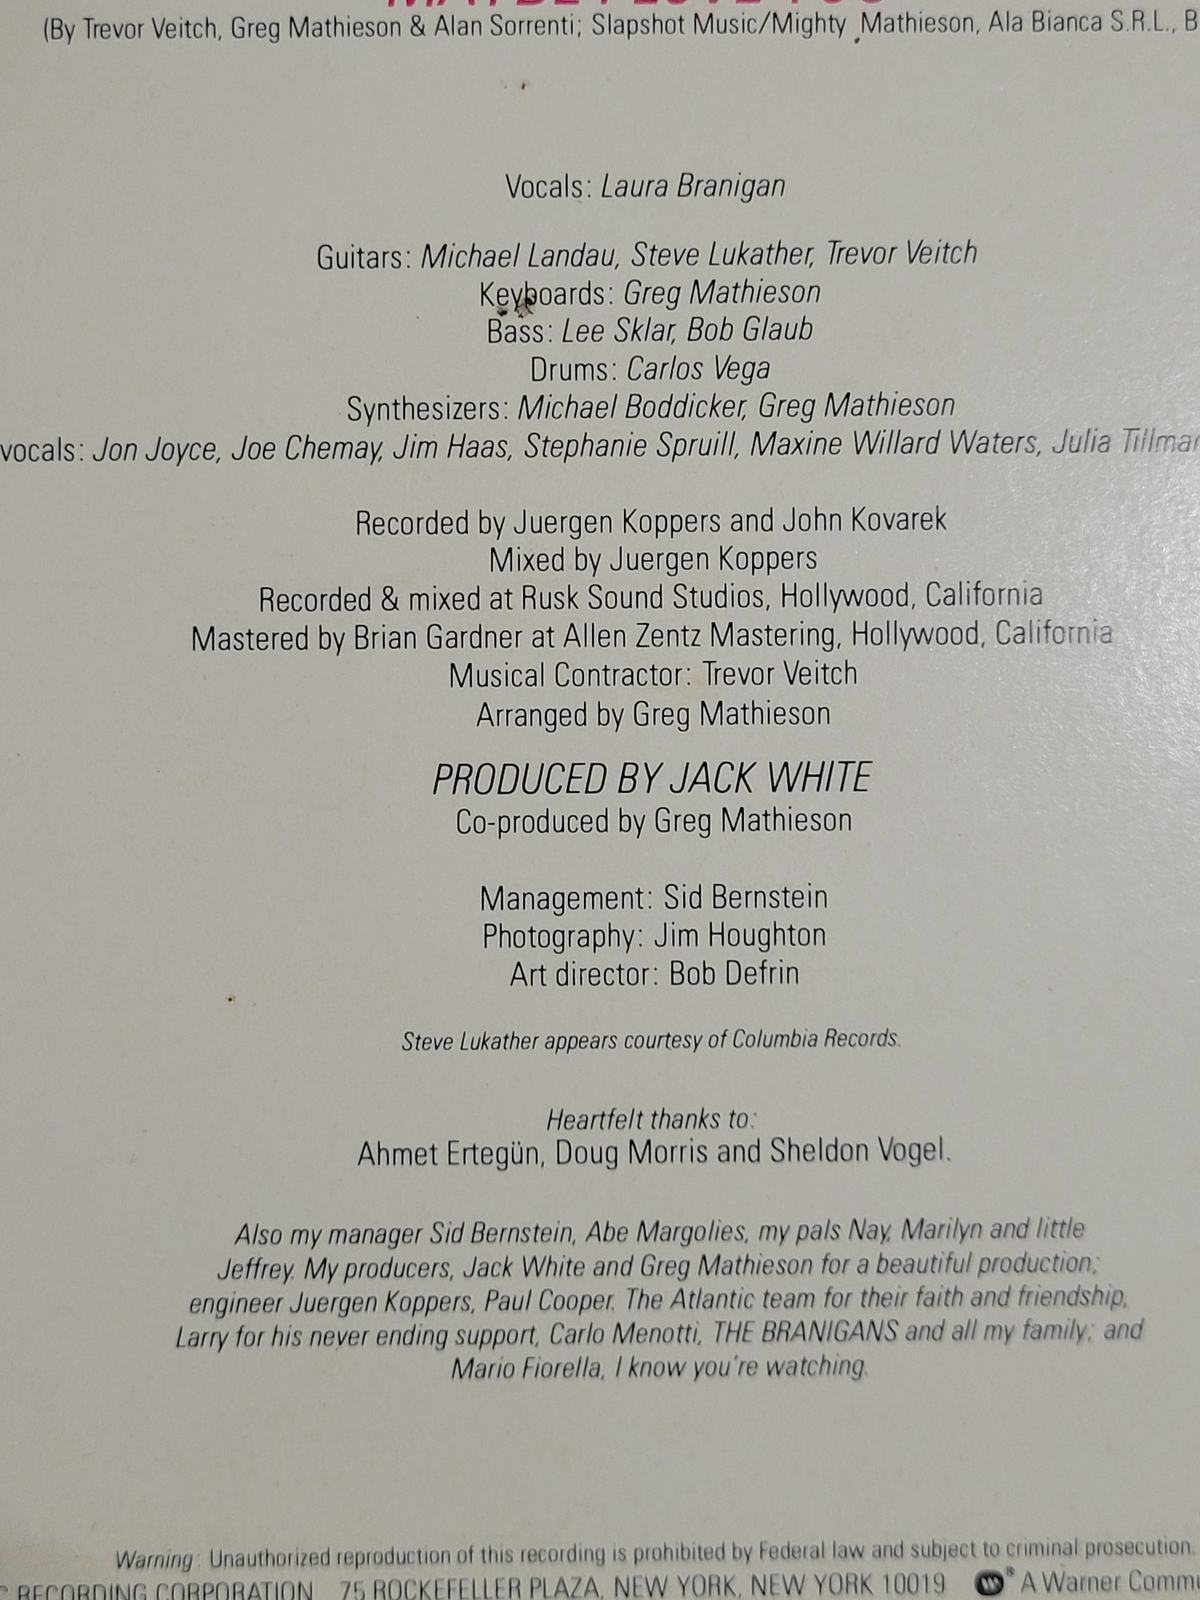 MAYBE I LOVE YOU
(By Trevor Veitch, Greg Mathieson & Alan Sorrenti; Slapshot Music/Mighty Mathieson, Ala Bianca S.R.L., B
Vocals: Laura Branigan
Guitars: Michael Landau, Steve Lukather, Trevor Veitch
Keyboards: Greg Mathieson
Bass: Lee Sklar, Bob Glaub
Drums: Carlos Vega
Synthesizers: Michael Boddicker, Greg Mathieson
vocals: Jon Joyce, Joe Chemay, Jim Haas, Stephanie Spruill, Maxine Willard Waters, Julia Tillman
Recorded by Juergen Koppers and John Kovarek
Mixed by Juergen Koppers
Recorded & mixed at Rusk Sound Studios, Hollywood, California
Mastered by Brian Gardner at Allen Zentz Mastering, Hollywood, California
Musical Contractor: Trevor Veitch
Arranged by Greg Mathieson
PRODUCED BY JACK WHITE
Co-produced by Greg Mathieson
Management: Sid Bernstein
Photography: Jim Houghton
Art director: Bob Defrin
Steve Lukather appears courtesy of Columbia Records.
Heartfelt thanks to:
Ahmet Ertegün, Doug Morris and Sheldon Vogel.
Also my manager Sid Bernstein, Abe Margolies, my pals Nay, Marilyn and little
Jeffrey. My producers, Jack White and Greg Mathieson for a beautiful production;
engineer Juergen Koppers, Paul Cooper. The Atlantic team for their faith and friendship,
Larry for his never ending support, Carlo Menotti, THE BRANIGANS and all my family; and
Mario Fiorella, I know you're watching.
Warning: Unauthorized reproduction of this recording is prohibited by Federal law and subject to criminal prosecution.
C RECORDING CORPORATION 75 ROCKEFELLER PLAZA, NEW YORK, NEW YORK 10019 ® A Warner Commu